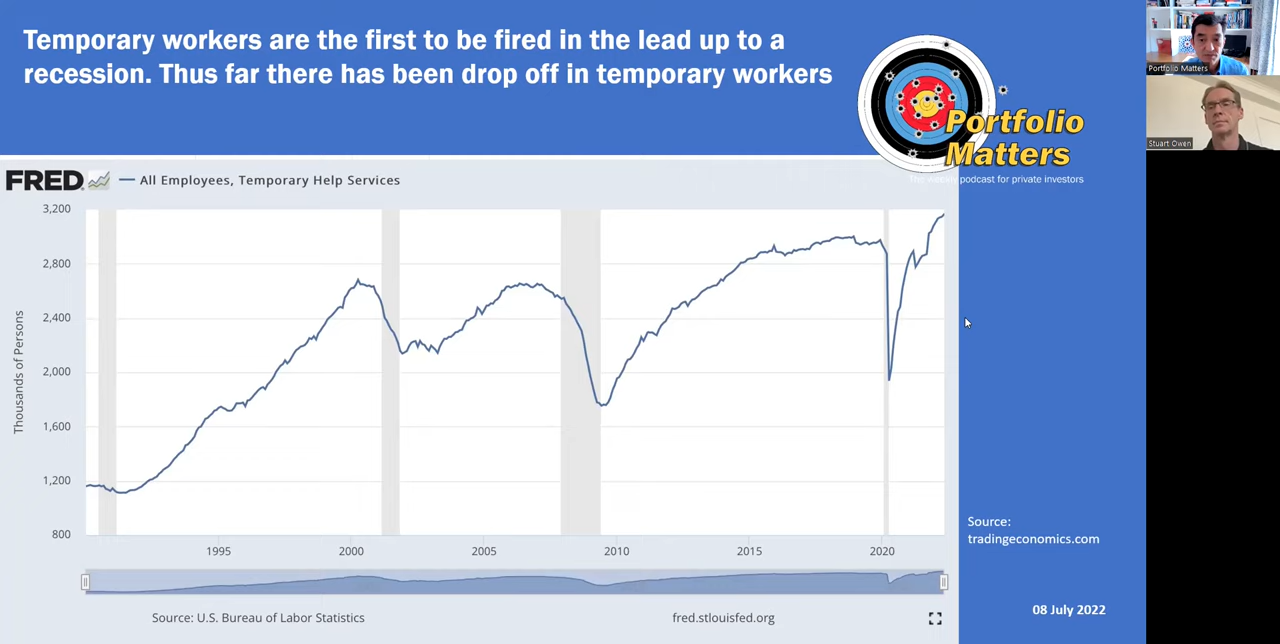 Temporary workers are the first to be fired in the lead up to a
recession. Thus far there has been drop off in temporary workers
Portfolio
Matters
podcast for private investors
Portfolio Matters
Stuart Owen
FRED
All Employees, Temporary Help Services
Thousands of Persons
3,200
2,800
2,400
2,000
1,600
1,200
800
1995
2000
2005
2010
2015
2020
Source: U.S. Bureau of Labor Statistics
fred.stlouisfed.org
Source:
tradingeconomics.com
08 July 2022